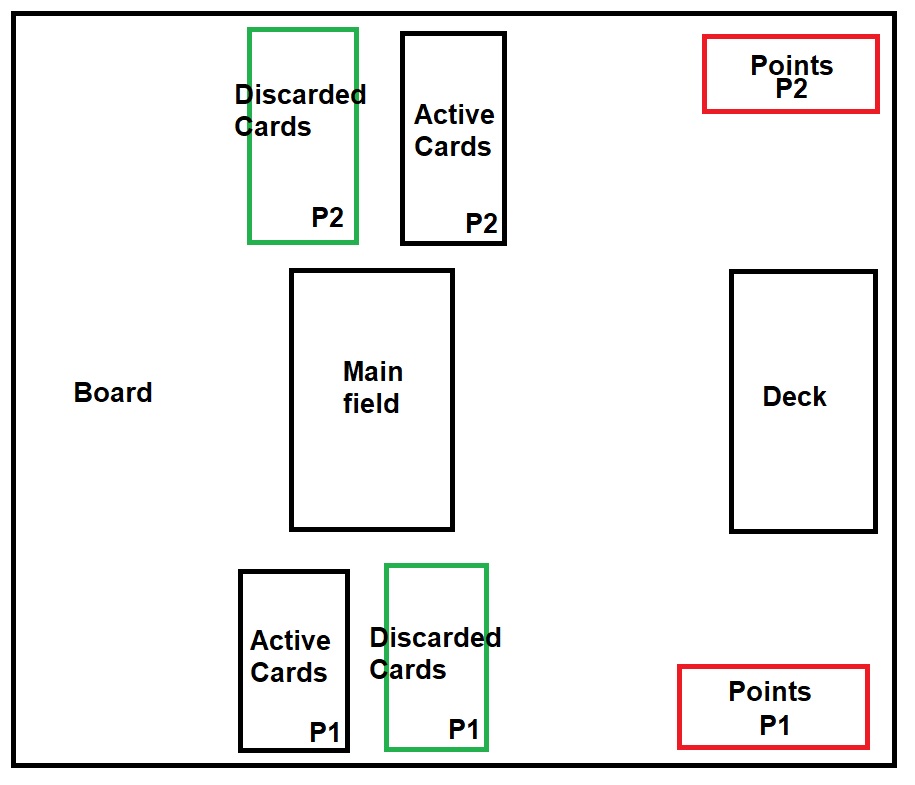 Discarded
Cards
P2
Active
Cards
P2
Points
P2
Board
Main
field
Deck
Active
Cards
P1
Discarded
Cards
P1
Points
P1